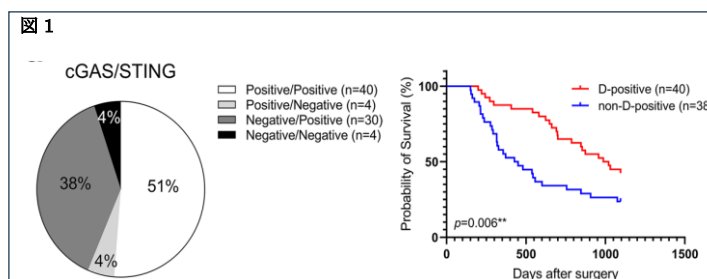 図 1
cGAS/STING
Positive/Positive (n=40)
Positive/Negative (n=4)
Negative/Positive (n=30)
Negative/Negative (n=4)
4%
38%
51%
4%
Probability of Survival (%)
100
50
0
D-positive (n=40)
non-D-positive (n=38
p=0.006**
0
500
1000
1500
Days after surgery